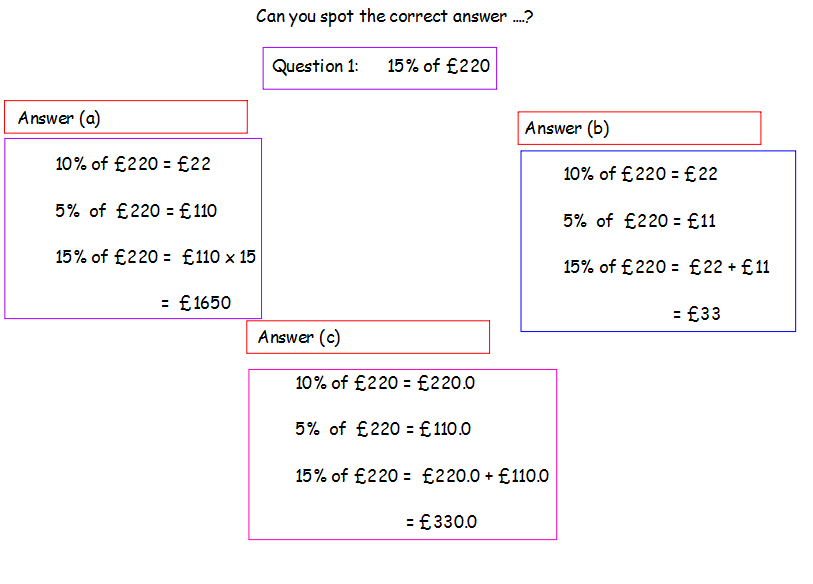 Can you spot the correct answer ....?
Question 1: 15% of £220
Answer (a)
10% of £220 = £22
5% of £220 = £110
15% of £220 = £110 x 15
= £1650
Answer (b)
10% of £220 = £22
5% of £220 = £11
15% of £220 = £22 + £11
= £33
Answer (c)
10% of £220 = £220.0
5% of £220 = £110.0
15% of £220 = £220.0 + £110.0
= £330.0